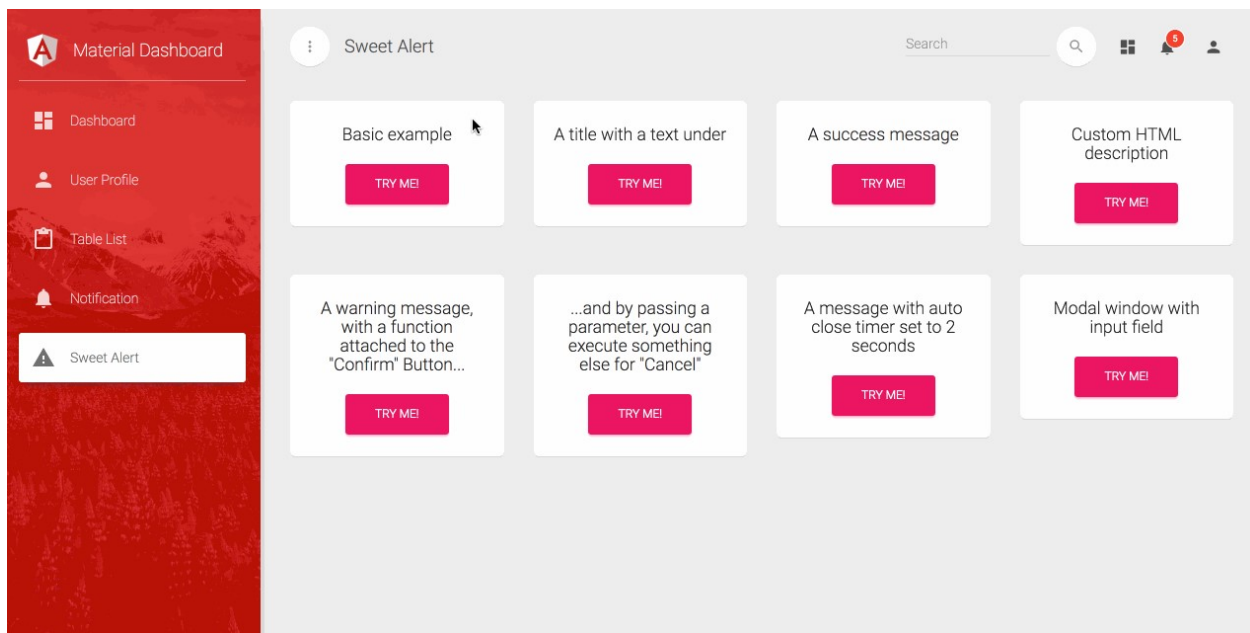 Material Dashboard
Dashboard
User Profile
Table List
Notification
Sweet Alert
Sweet Alert
Search
5
Basic example
TRY ME!
A title with a text under
TRY ME!
A success message
TRY ME!
Custom HTML
description
TRY ME!
A warning message,
with a function
attached to the
"Confirm" Button...
TRY ME!
...and by passing a
parameter, you can
execute something
else for "Cancel"
TRY ME!
A message with auto
close timer set to 2
seconds
TRY ME!
Modal window with
input field
TRY ME!